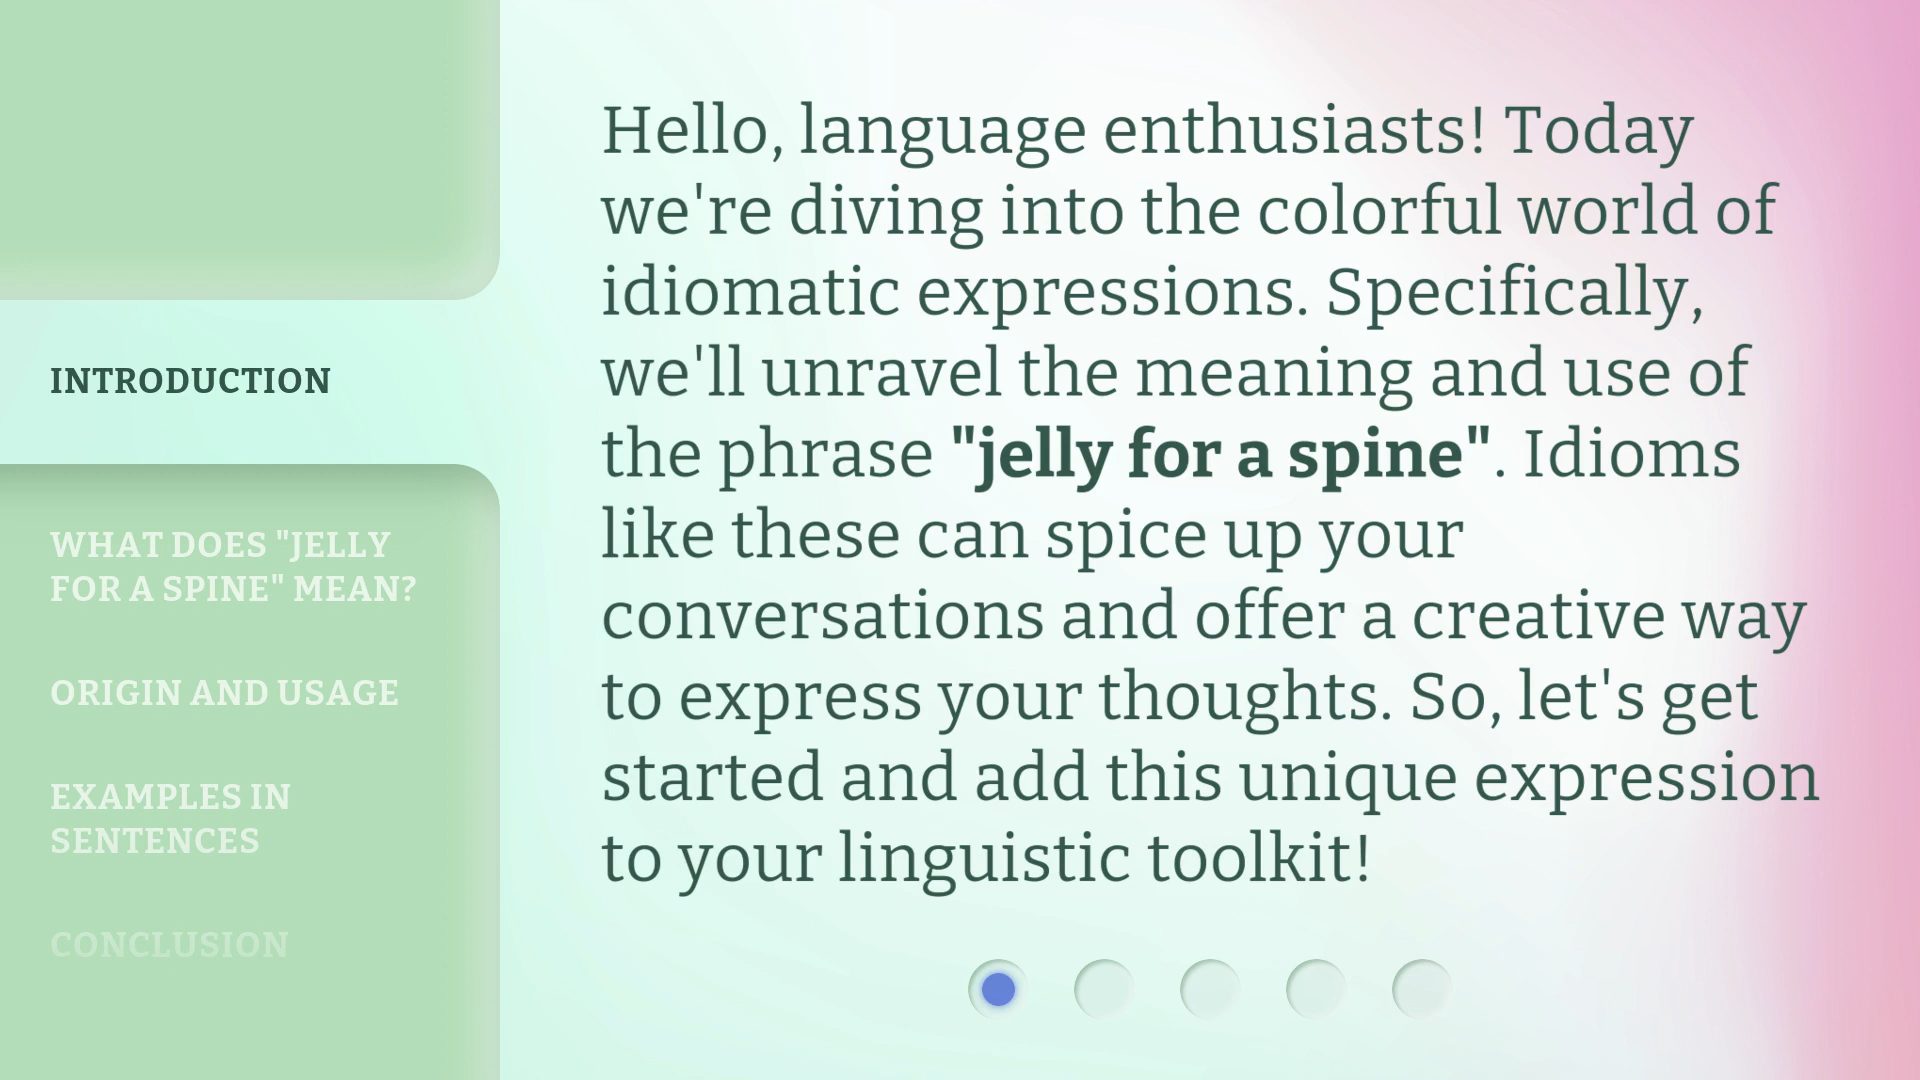 INTRODUCTION
WHAT DOES "JELLY
FOR A SPINE" MEAN?
ORIGIN AND USAGE
EXAMPLES IN
SENTENCES
CONCLUSION
Hello, language enthusiasts! Today
we're diving into the colorful world of
idiomatic expressions. Specifically,
we'll unravel the meaning and use of
the phrase "jelly for a spine". Idioms
like these can spice up your
conversations and offer a creative way
to express your thoughts. So, let's get
started and add this unique expression
to your linguistic toolkit!